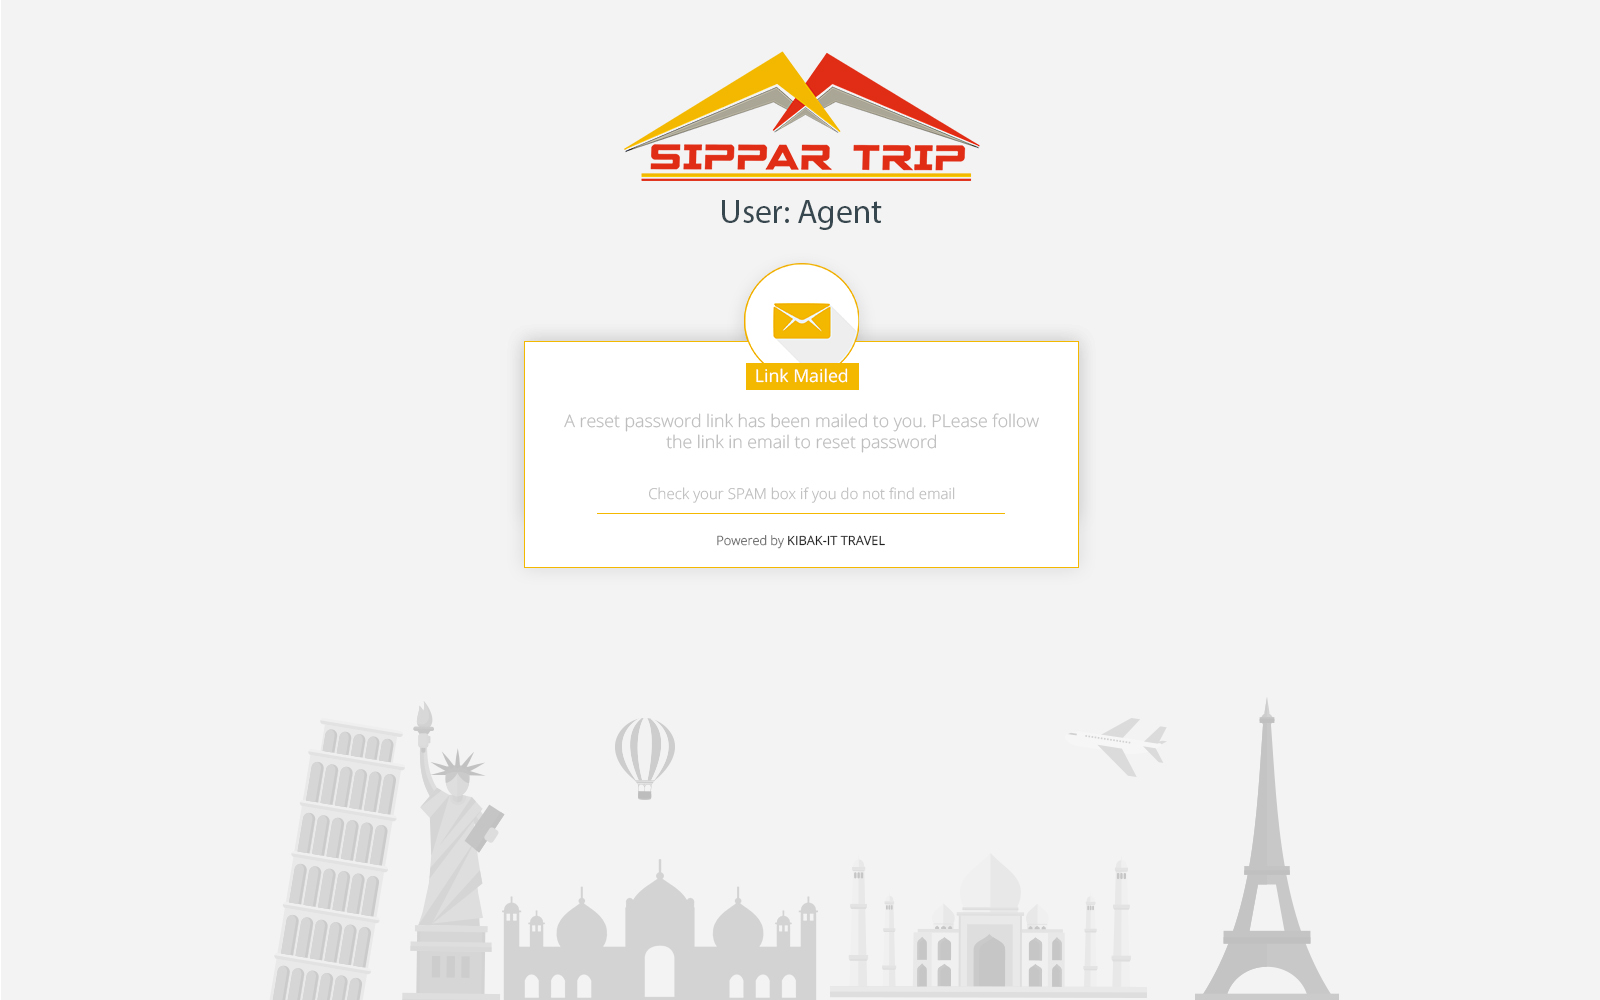 SIPPAR TRIP
User: Agent
Link Mailed
A reset password link has been mailed to you. PLease follow
the link in email to reset password
Check your SPAM box if you do not find email
Powered by KIBAK-IT TRAVEL